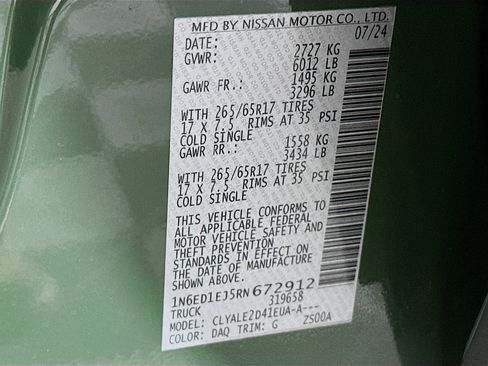 MFD BY NISSAN MOTOR CO., LTD.
DATE: 07/24
GVWR: 2727 KG
6012 LB
GAWR FR.: 1495 KG
3296 LB
WITH 265/65R17 TIRES
17 X 7.5 RIMS AT 35 PSI
COLD SINGLE
GAWR RR.: 1558 KG
3434 LB
WITH 265/65R17 TIRES
17 X 7.5 RIMS AT 35 PSI
COLD SINGLE
THIS VEHICLE CONFORMS TO
ALL APPLICABLE FEDERAL
MOTOR VEHICLE SAFETY AND
THEFT PREVENTION
STANDARDS IN EFFECT ON
THE DATE OF MANUFACTURE
SHOWN ABOVE.
1N6ED1EJ5RN672912
TRUCK 319658
MODEL: CLYALE2D41EUA-A---
COLOR: DAQ TRIM: G ZS00A